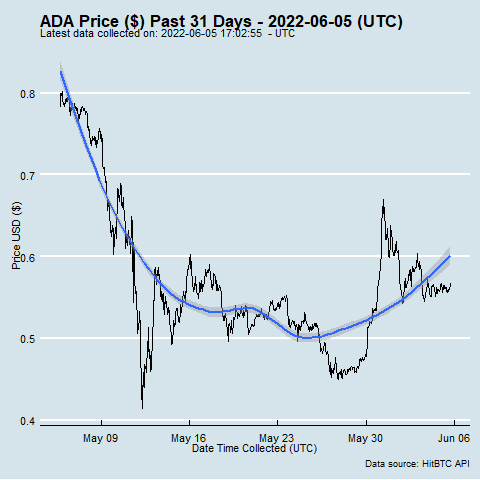 ADA Price ($) Past 31 Days - 2022-06-05 (UTC)
Latest data collected on: 2022-06-05 17:02:55 - UTC
Price USD ($)
0.8
0.7
0.6
0.5
0.4
May 09 May 16 May 23 May 30 Jun 06
Date Time Collected (UTC)
Data source: HitBTC API